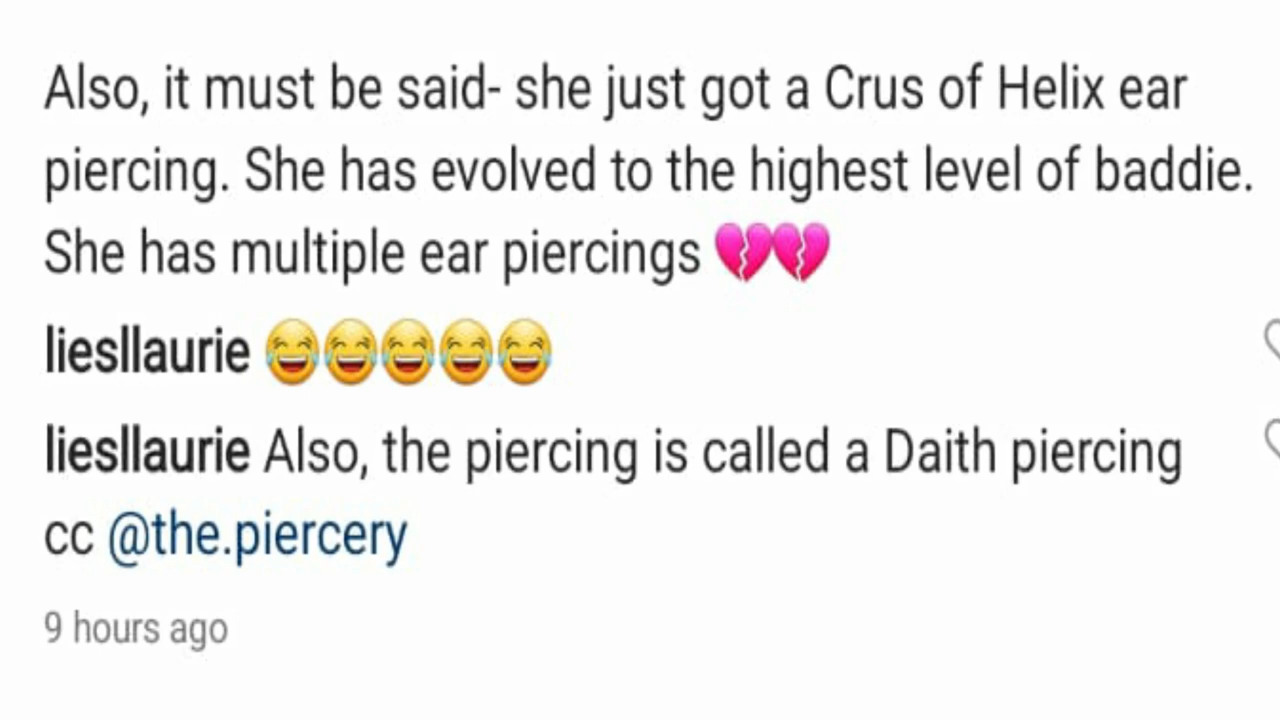 Also, it must be said- she just got a Crus of Helix ear
piercing. She has evolved to the highest level of baddie.
She has multiple ear piercings 💔💔
liesllaurie 😂😂😂😂😂
liesllaurie Also, the piercing is called a Daith piercing
cc @the.piercery
9 hours ago